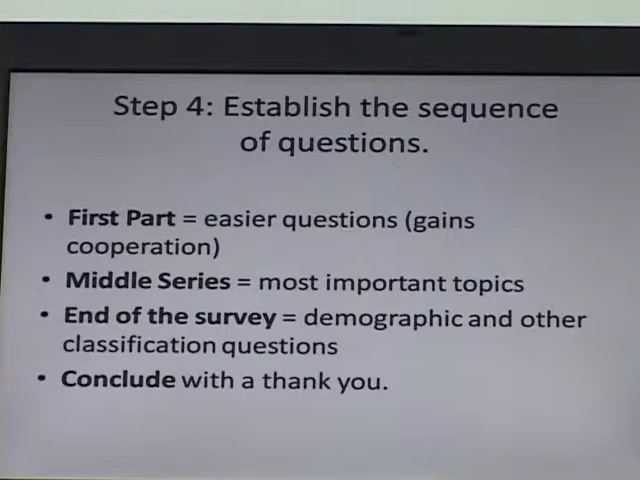 Step 4: Establish the sequence
of questions.
• First Part = easier questions (gains
cooperation)
• Middle Series = most important topics
• End of the survey = demographic and other
classification questions
• Conclude with a thank you.